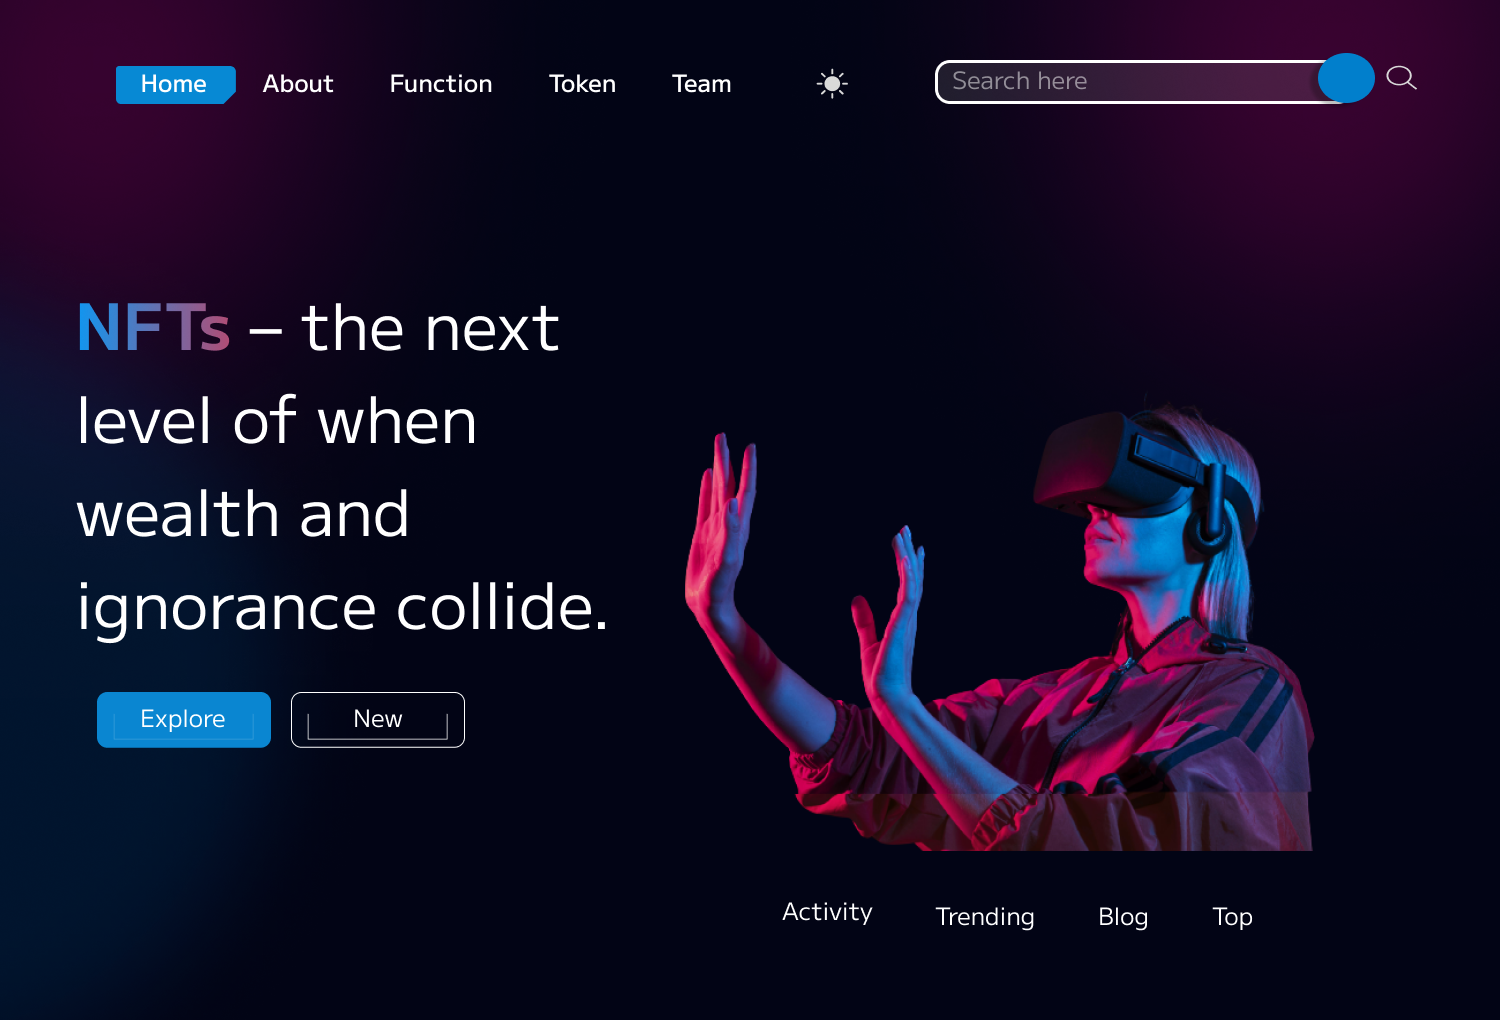 Home About Function Token Team Search here
NFTs – the next
level of when
wealth and
ignorance collide.
Explore New
Activity Trending Blog Top